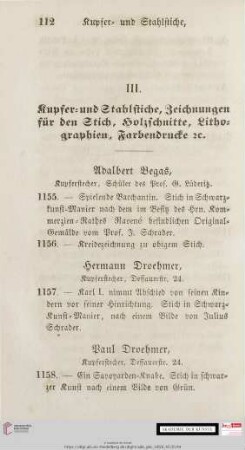 112 Kupfer- und Stahlstiche,
III.
Kupfer- und Stahlstiche, Zeichnungen
für den Stich, Holzschnitte, Litho-
graphien, Farbendrucke ꝛc.
Adalbert Begas,
Kupferstecher, Schüler des Prof. G. Lüderitz.
1155. — Spielende Bacchantin. Stich in Schwarz-
kunst-Manier nach dem im Besitz des Hrn. Kom-
merzien-Rathes Ravené befindlichen Original-
Gemälde vom Prof. J. Schrader.
1156. — Kreidezeichnung zu obigem Stich.
Hermann Droehmer,
Kupferstecher, Dessauerstr. 24.
1157. — Karl I. nimmt Abschied von seinen Kin-
dern vor seiner Hinrichtung. Stich in Schwarz-
Kunst-Manier, nach einem Bilde von Julius
Schrader.
Paul Droehmer,
Kupferstecher, Dessauerstr. 24.
1158. — Ein Savoyarden-Knabe. Stich in schwar-
zer Kunst nach einem Bilde von Grün.
AKADEMIE DER KÜNSTE